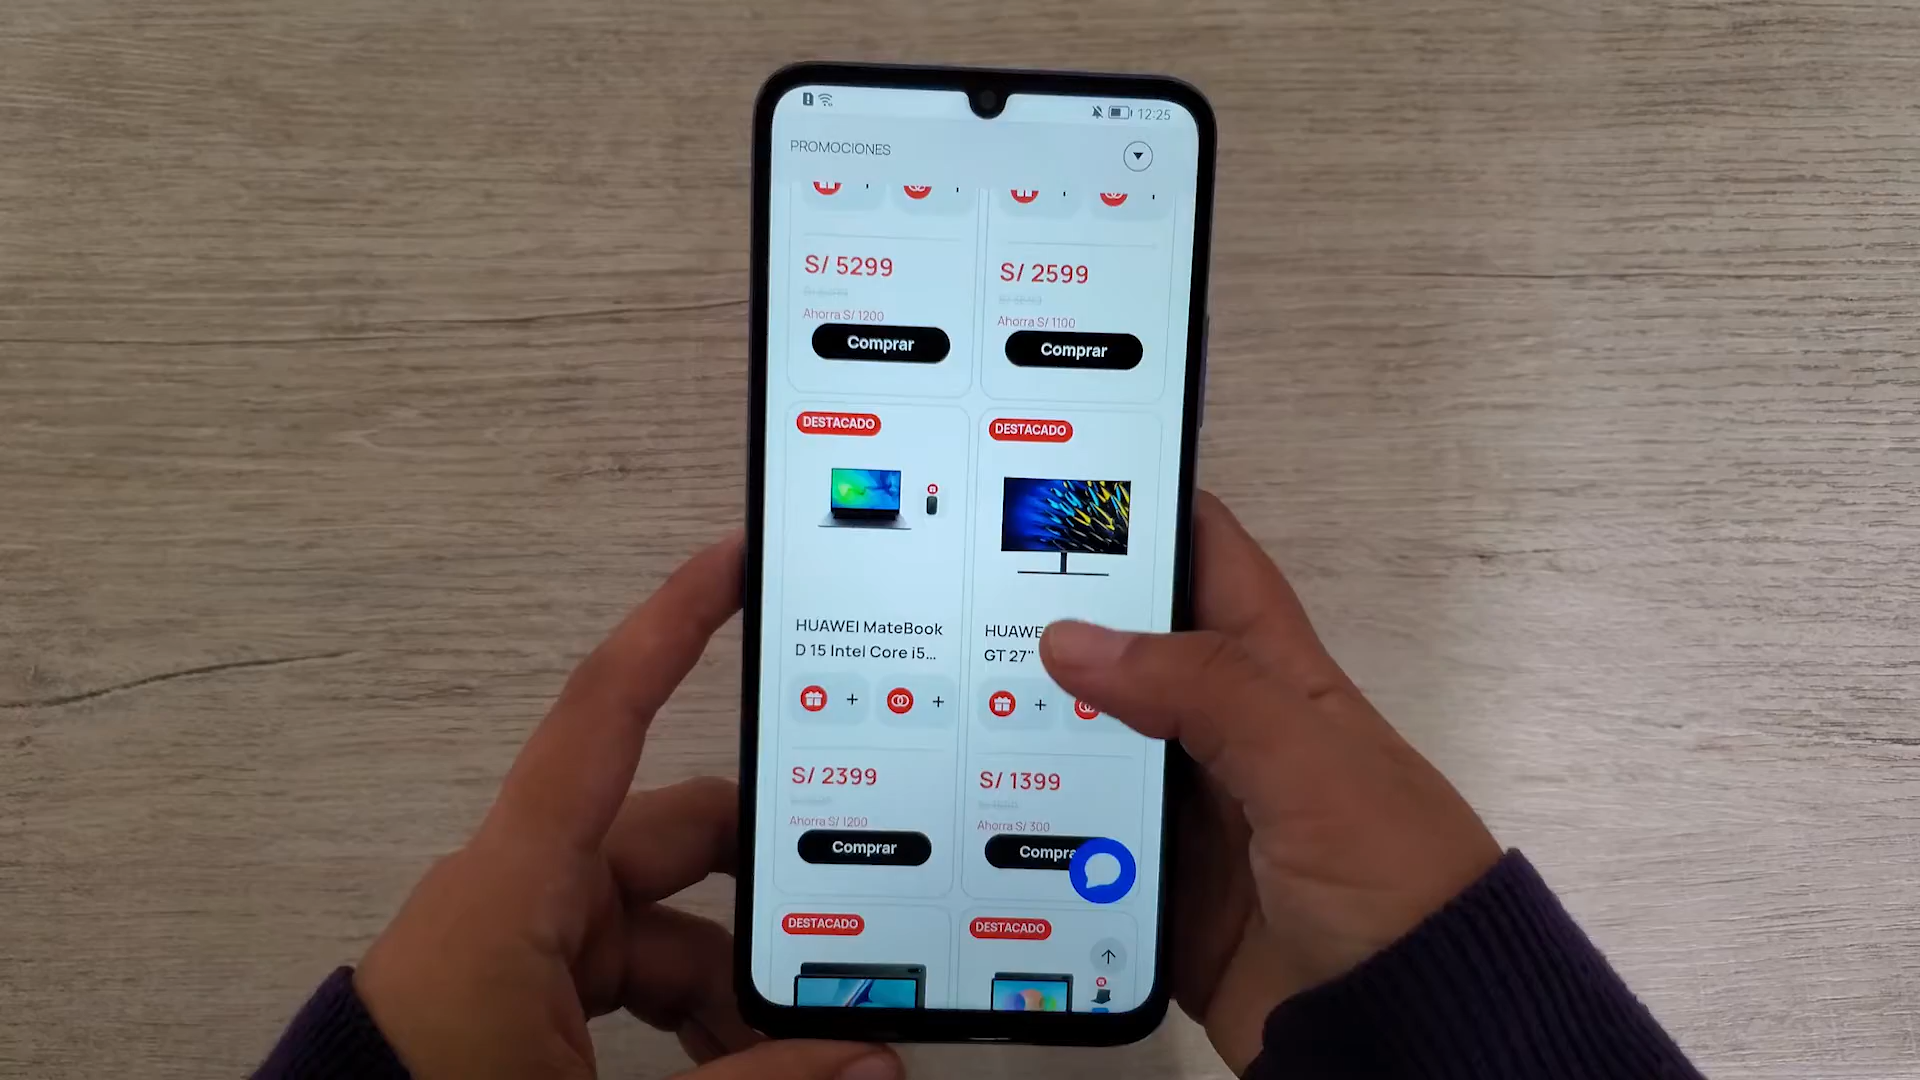 12:25
PROMOCIONES
S/ 5299
Ahorra S/ 1200
Comprar
S/ 2599
Ahorra S/ 1100
Comprar
DESTACADO
HUAWEI MateBook
D 15 Intel Core i5...
S/ 2399
Ahorra S/ 1200
Comprar
DESTACADO
HUAWE
GT 27"
S/ 1399
Ahorra S/ 300
Compra
DESTACADO
DESTACADO